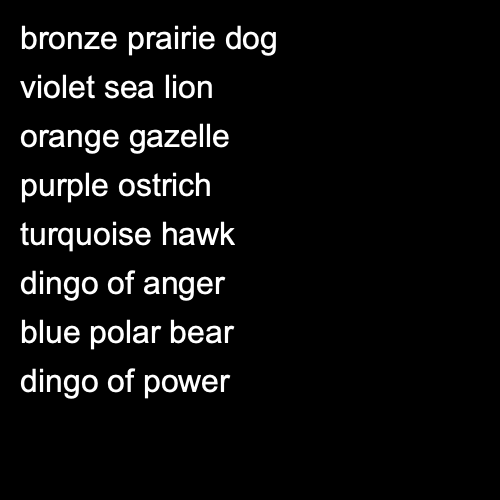 bronze prairie dog
violet sea lion
orange gazelle
purple ostrich
turquoise hawk
dingo of anger
blue polar bear
dingo of power